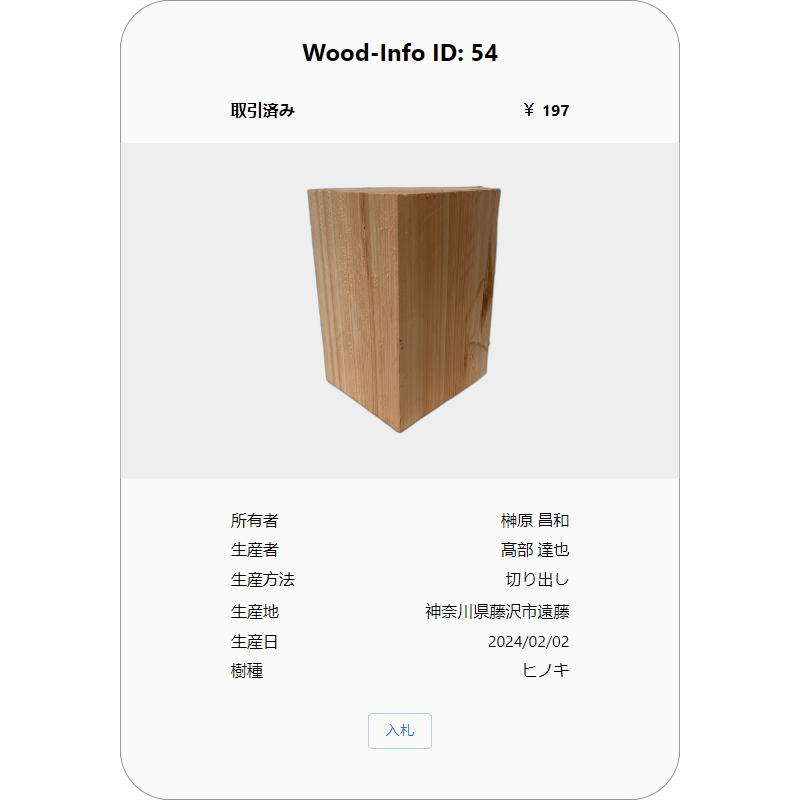 Wood-Info ID: 54
取引済み ￥ 197
所有者 榊原 昌和
生産者 髙部 達也
生産方法 切り出し
生産地 神奈川県藤沢市遠藤
生産日 2024/02/02
樹種 ヒノキ
入札